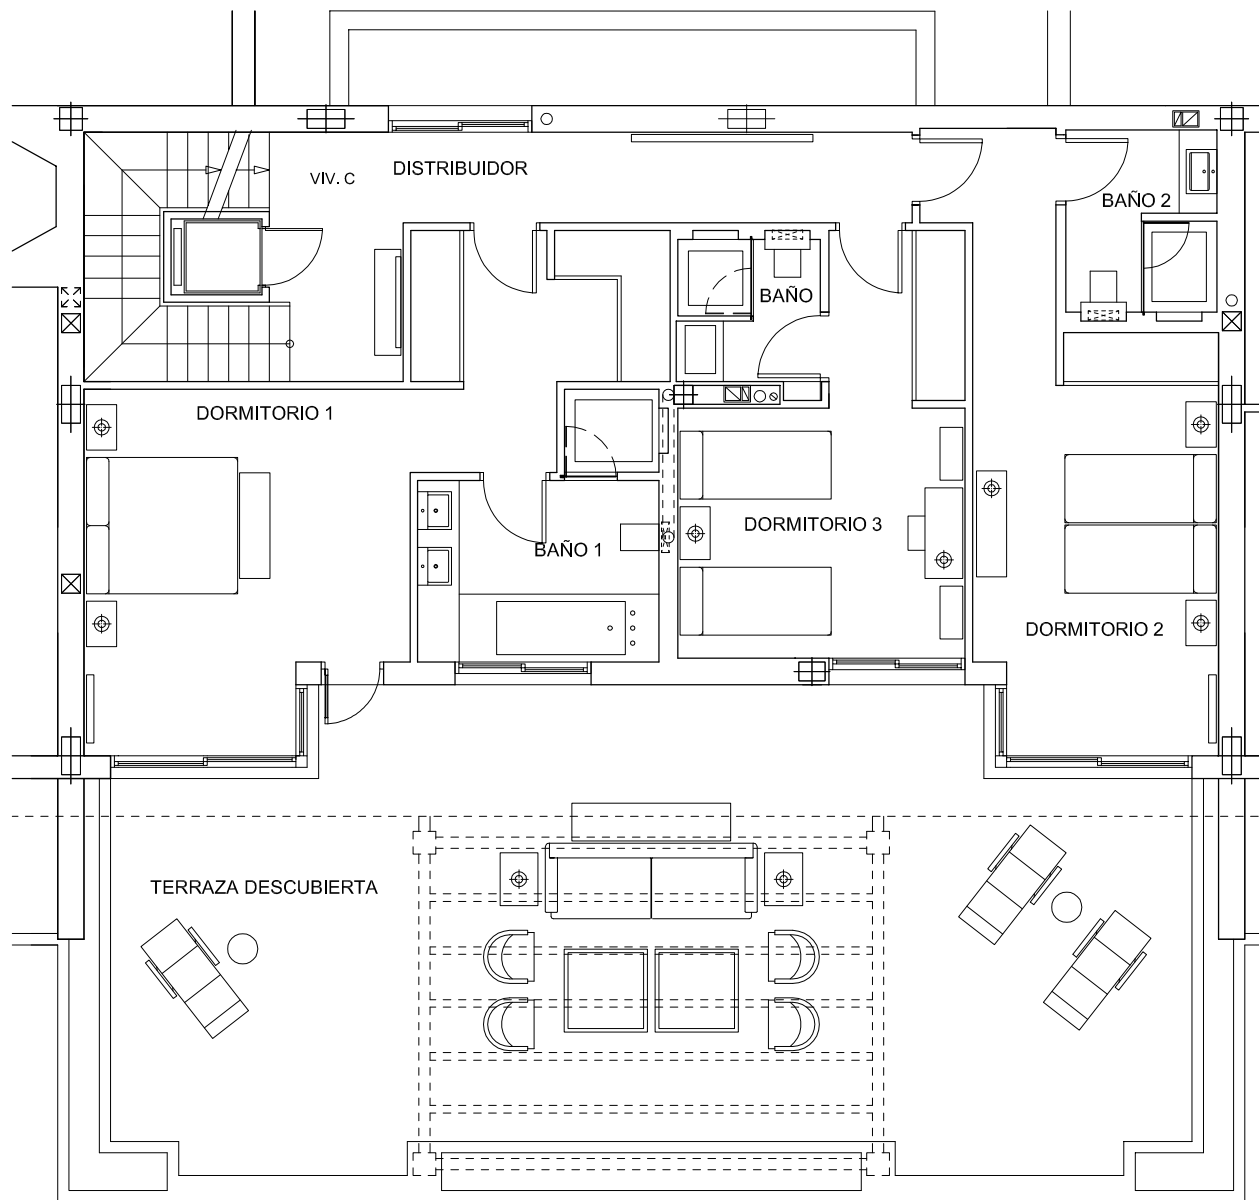 DISTRIBUIDOR
VIV. C
BAÑO 2
BAÑO
DORMITORIO 1
DORMITORIO 3
BAÑO 1
DORMITORIO 2
TERRAZA DESCUBIERTA